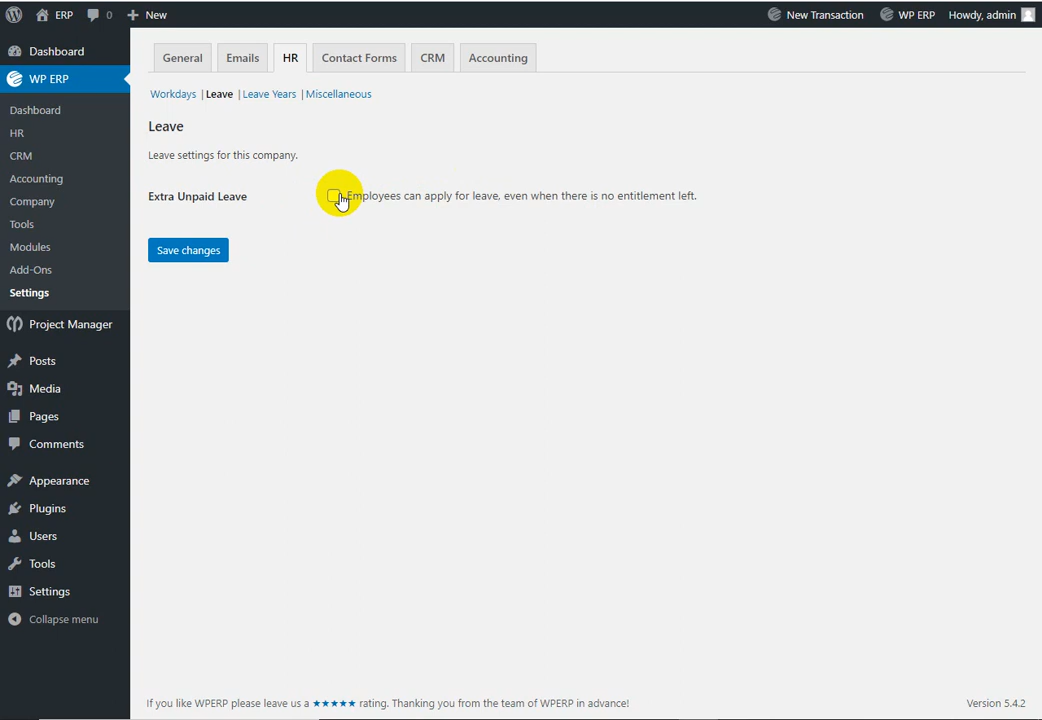 ERP 0 New New Transaction WP ERP Howdy, admin
Dashboard
WP ERP
Dashboard
HR
CRM
Accounting
Company
Tools
Modules
Add-Ons
Settings
Project Manager
Posts
Media
Pages
Comments
Appearance
Plugins
Users
Tools
Settings
Collapse menu
General Emails HR Contact Forms CRM Accounting
Workdays | Leave | Leave Years | Miscellaneous
Leave
Leave settings for this company.
Extra Unpaid Leave Employees can apply for leave, even when there is no entitlement left.
Save changes
If you like WPERP please leave us a ★★★★★ rating. Thanking you from the team of WPERP in advance! Version 5.4.2